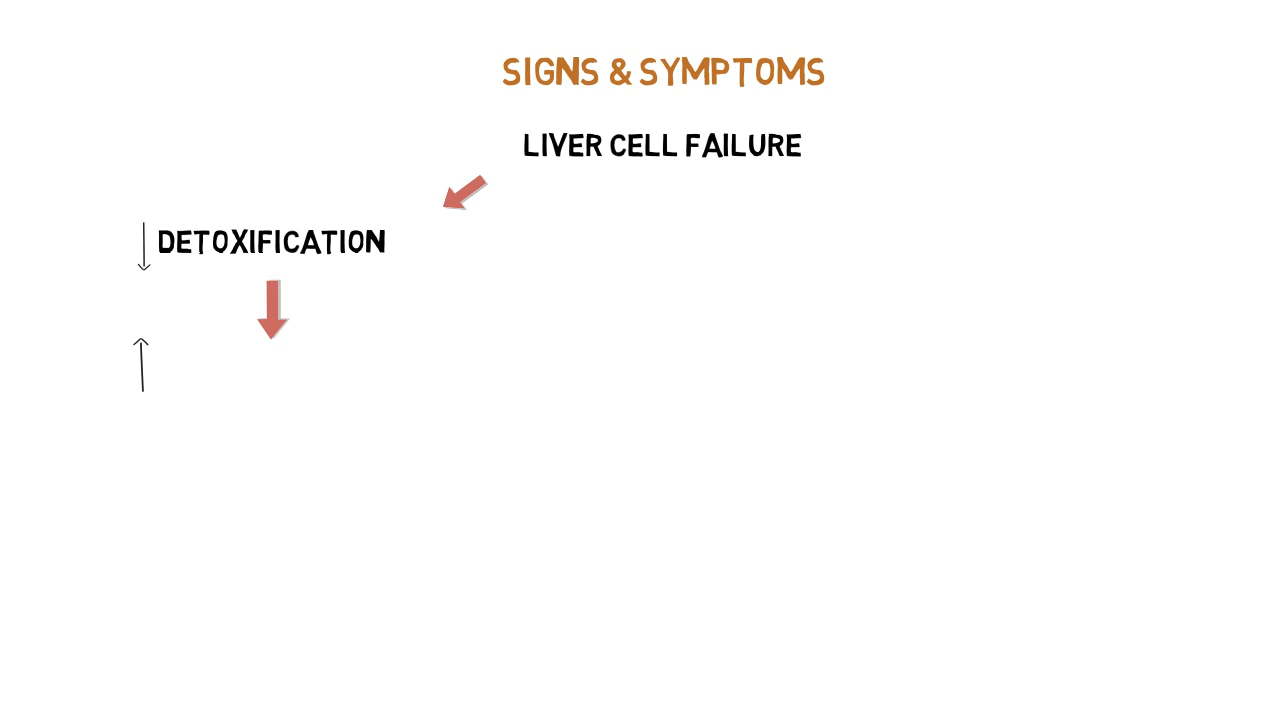 SIGNS & SYMPTOMS
LIVER CELL FAILURE
↓ DETOXIFICATION
↑